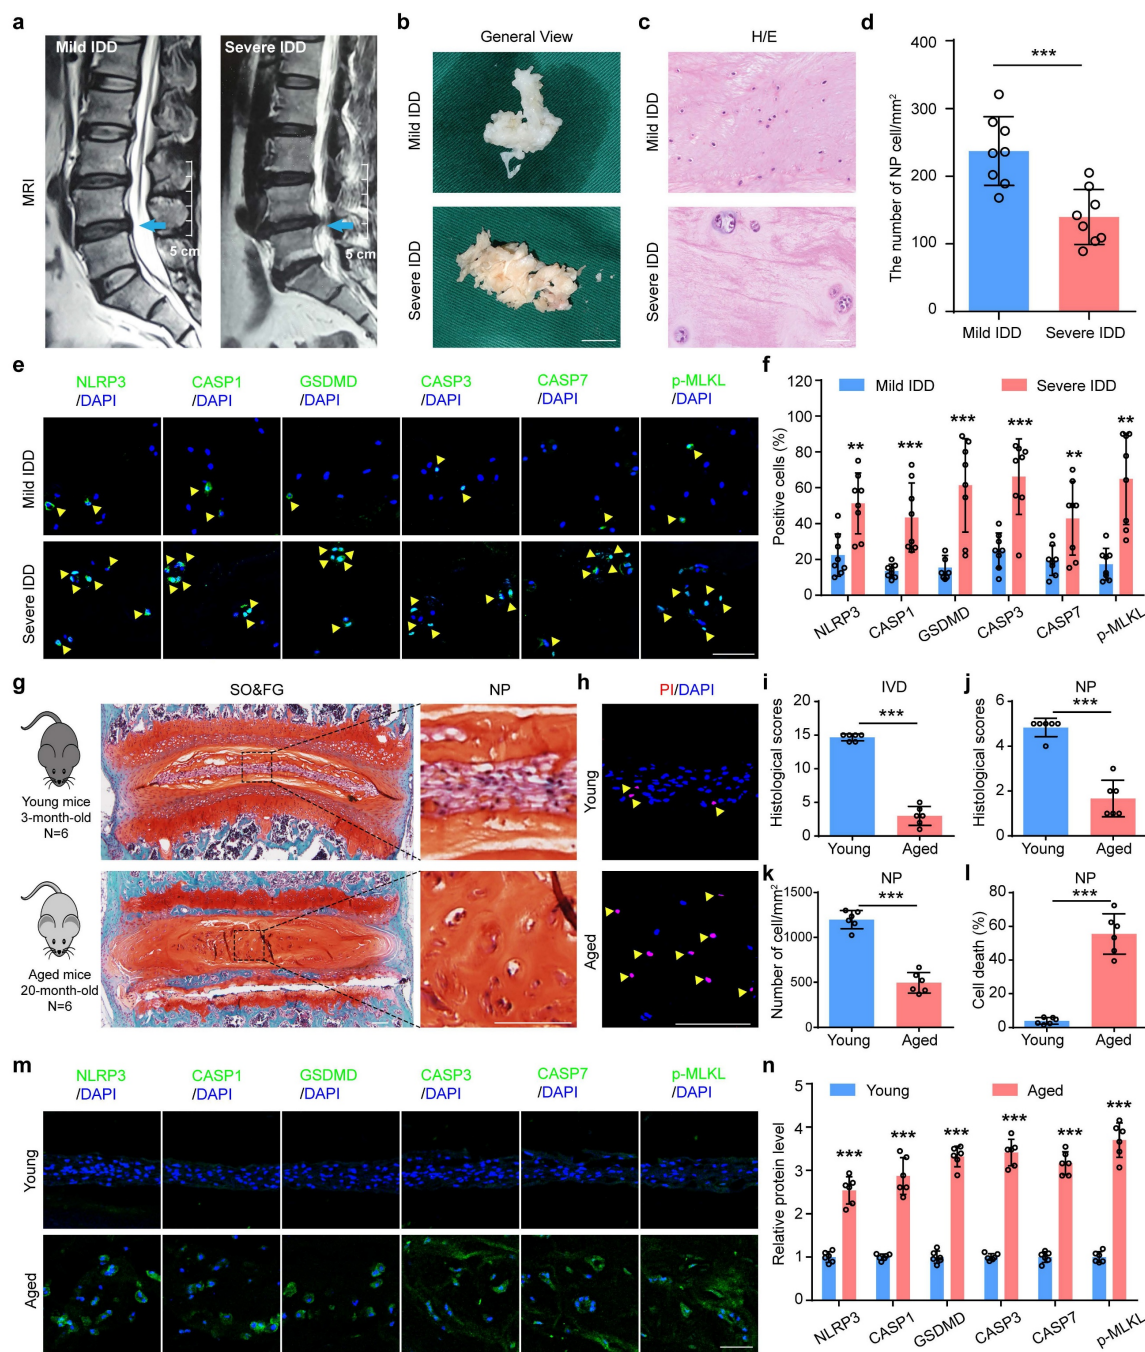 a
Mild IDD
Severe IDD
MRI
5 cm
5 cm
b
General View
Mild IDD
Severe IDD
c
H/E
Mild IDD
Severe IDD
d
***
The number of NP cell/mm²
400
300
200
100
0
Mild IDD
Severe IDD
e
NLRP3
/DAPI
CASP1
/DAPI
GSDMD
/DAPI
CASP3
/DAPI
CASP7
/DAPI
p-MLKL
/DAPI
Mild IDD
Severe IDD
f
Mild IDD
Severe IDD
Positive cells (%)
120
100
80
60
40
20
0
**
***
***
***
**
**
NLRP3
CASP1
GSDMD
CASP3
CASP7
p-MLKL
g
SO&FG
NP
Young mice
3-month-old
N=6
Aged mice
20-month-old
N=6
h
PI/DAPI
Young
Aged
i
IVD
***
Histological scores
20
15
10
5
0
Young
Aged
j
NP
***
Histological scores
6
4
2
0
Young
Aged
k
NP
***
Number of cell/mm²
1500
1000
500
0
Young
Aged
l
NP
***
Cell death (%)
80
60
40
20
0
Young
Aged
m
NLRP3
/DAPI
CASP1
/DAPI
GSDMD
/DAPI
CASP3
/DAPI
CASP7
/DAPI
p-MLKL
/DAPI
Young
Aged
n
Young
Aged
Relative protein level
5
4
3
2
1
0
***
***
***
***
***
***
NLRP3
CASP1
GSDMD
CASP3
CASP7
p-MLKL